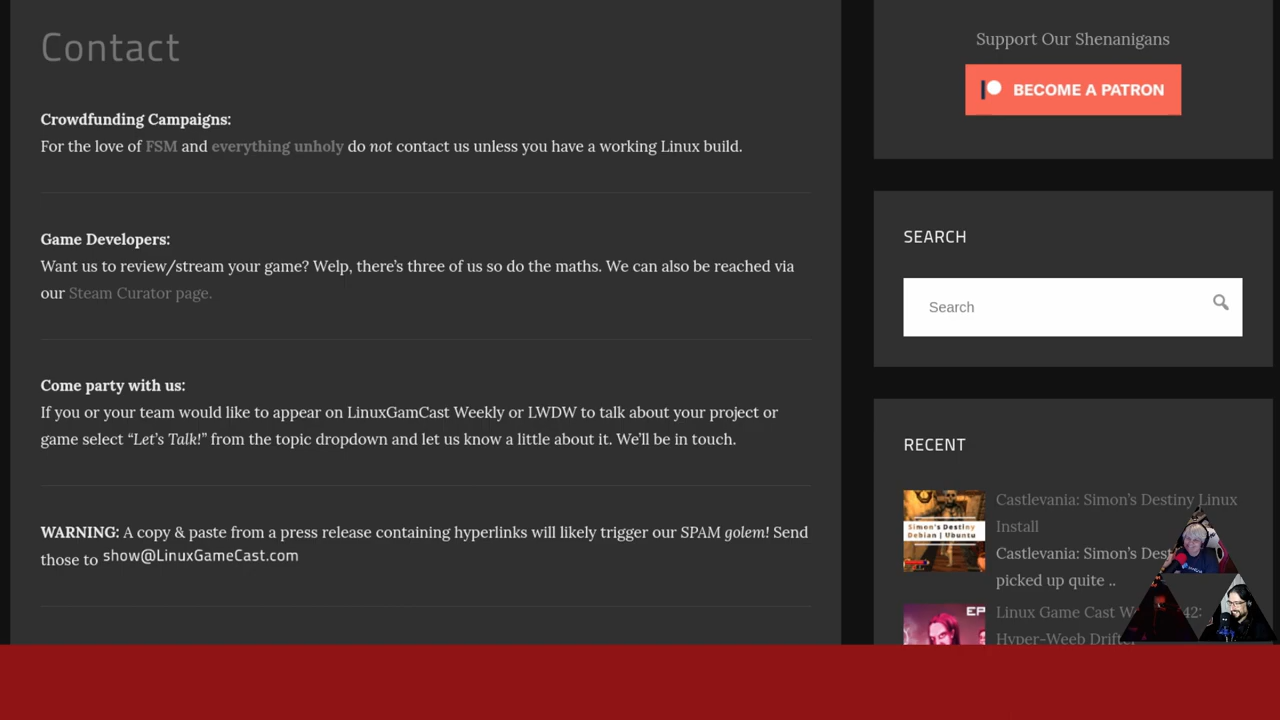 Contact
Crowdfunding Campaigns:
For the love of FSM and everything unholy do not contact us unless you have a working Linux build.
Game Developers:
Want us to review/stream your game? Welp, there’s three of us so do the maths. We can also be reached via
our Steam Curator page.
Come party with us:
If you or your team would like to appear on LinuxGamCast Weekly or LWDW to talk about your project or
game select “Let’s Talk!” from the topic dropdown and let us know a little about it. We’ll be in touch.
WARNING: A copy & paste from a press release containing hyperlinks will likely trigger our SPAM golem! Send
those to show@LinuxGameCast.com
Support Our Shenanigans
BECOME A PATRON
SEARCH
Search
RECENT
Simon's Destiny
Debian | Ubuntu
Castlevania: Simon’s Destiny Linux
Install
Castlevania: Simon’s
picked up quite ..
EP
Linux Game Cast 42:
Hyper-Weeb